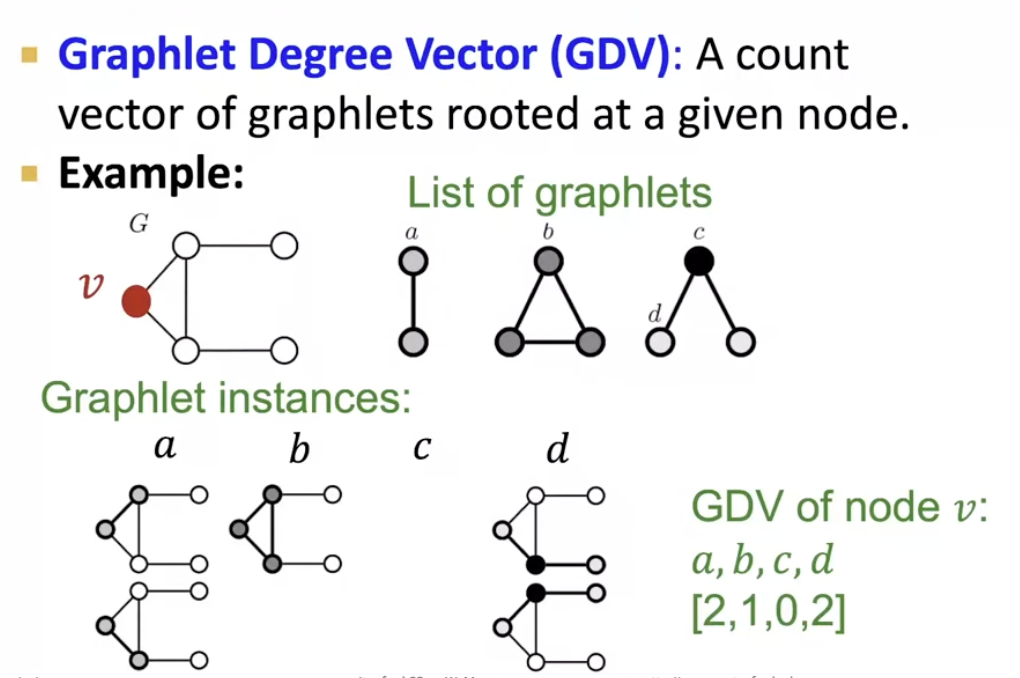 Graphlet Degree Vector (GDV): A count
vector of graphlets rooted at a given node.
Example:
List of graphlets
G
a
b
c
v
d
Graphlet instances:
a
b
c
d
GDV of node v:
a, b, c, d
[2,1,0,2]